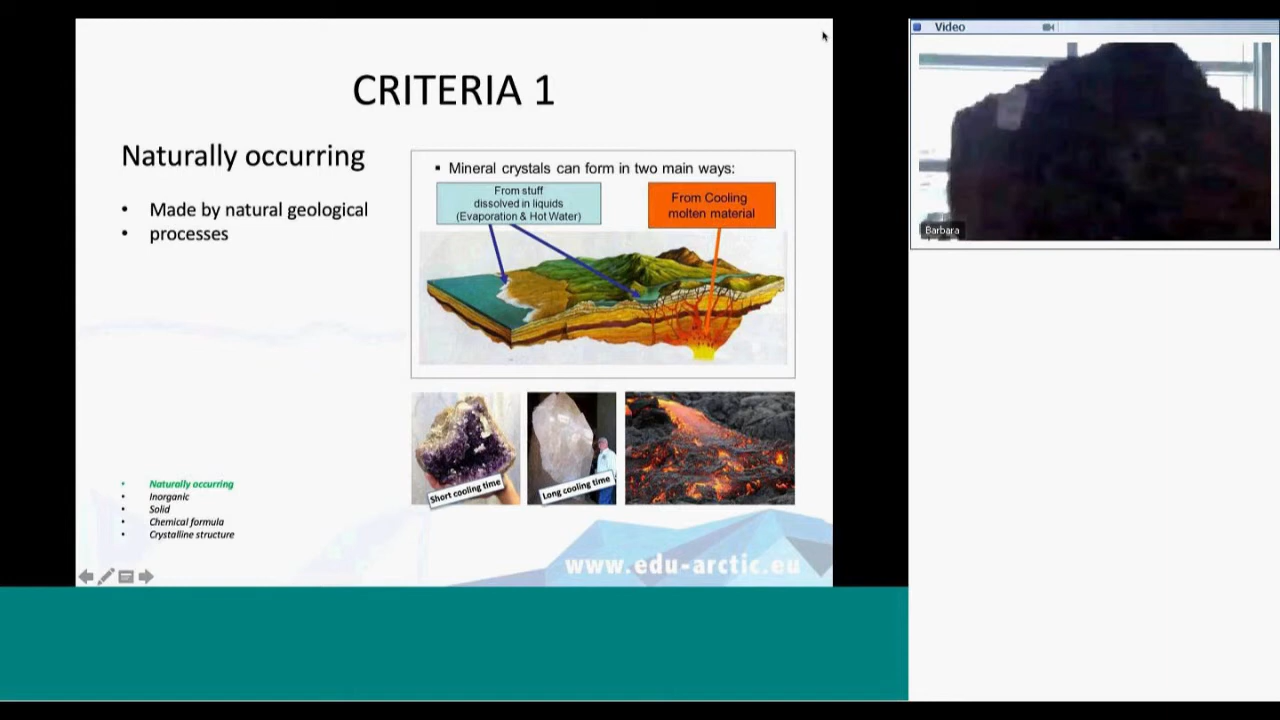 CRITERIA 1
Naturally occurring
• Made by natural geological
• processes
▪ Mineral crystals can form in two main ways:
From stuff
dissolved in liquids
(Evaporation & Hot Water)
From Cooling
molten material
Short cooling time
Long cooling time
• Naturally occurring
• Inorganic
• Solid
• Chemical formula
• Crystalline structure
www.edu-arctic.eu
Video
Barbara